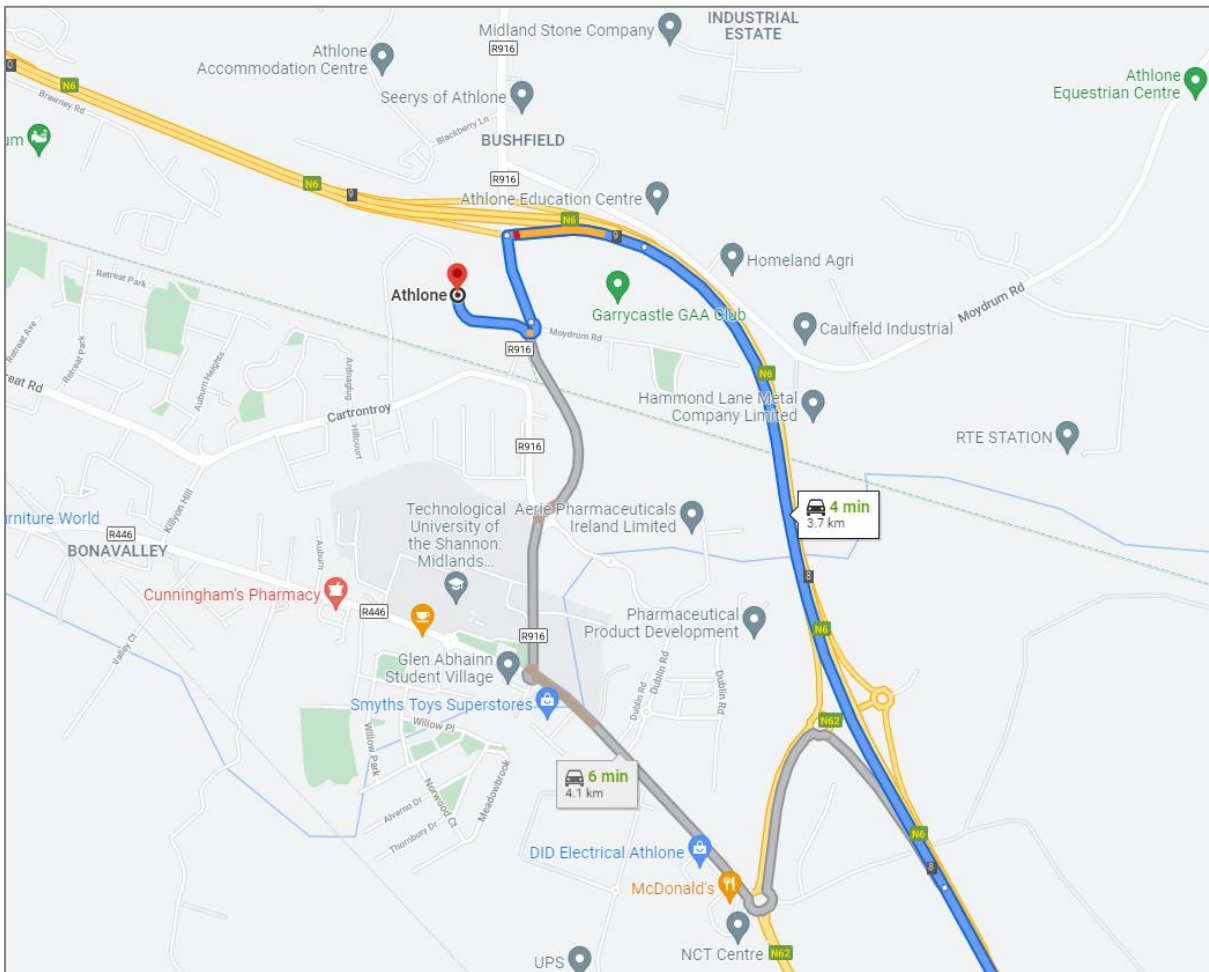 INDUSTRIAL
ESTATE
Midland Stone Company
R916
Athlone
Accommodation Centre
Athlone
Equestrian Centre
N6
Brawney Rd
Seerys of Athlone
Blackberry Ln
BUSHFIELD
um
R916
N6
9
Athlone Education Centre
N6
9
Homeland Agri
Retreat Park
Athlone
Garrycastle GAA Club
Moydrum Rd
Caulfield Industrial
Moydrum Rd
R916
Retreat Ave
Retreat Park
Auburn Heights
Ardnaglug
Hillcourt
N6
eat Rd
Cartrontroy
Hammond Lane Metal
Company Limited
RTE STATION
R916
Killyon Hill
Technological
University of
the Shannon:
Midlands...
Aerie Pharmaceuticals
Ireland Limited
4 min
3.7 km
urniture World
R446
BONAVALLEY
Auburn
8
Cunningham's Pharmacy
R446
Pharmaceutical
Product Development
N6
Valley Ct
R916
Glen Abhainn
Student Village
Dublin Rd
Dublin Rd
Dublin Rd
Smyths Toys Superstores
Willow Pl
Willow Park
N62
6 min
4.1 km
Norwood Ct
Meadowbrook
Alverno Dr
Thornbury Dr
N6
DID Electrical Athlone
8
McDonald's
NCT Centre
N62
UPS